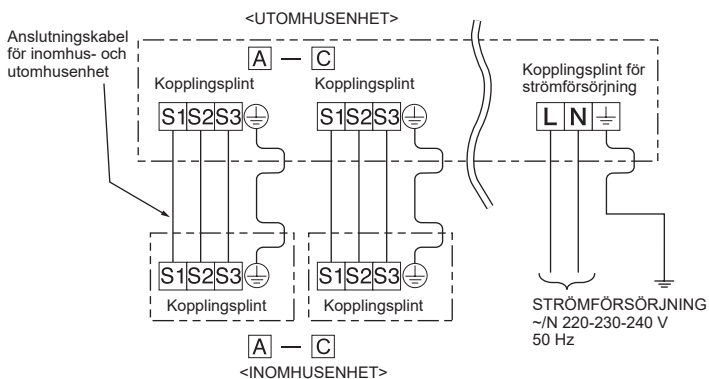 <UTOMHUSENHET>
Anslutningskabel
för inomhus- och
utomhusenhet
A — C
Kopplingsplint
Kopplingsplint
Kopplingsplint för
strömförsörjning
S1 S2 S3
S1 S2 S3
L N
S1 S2 S3
S1 S2 S3
Kopplingsplint
Kopplingsplint
STRÖMFÖRSÖRJNING
~/N 220-230-240 V
50 Hz
A — C
<INOMHUSENHET>